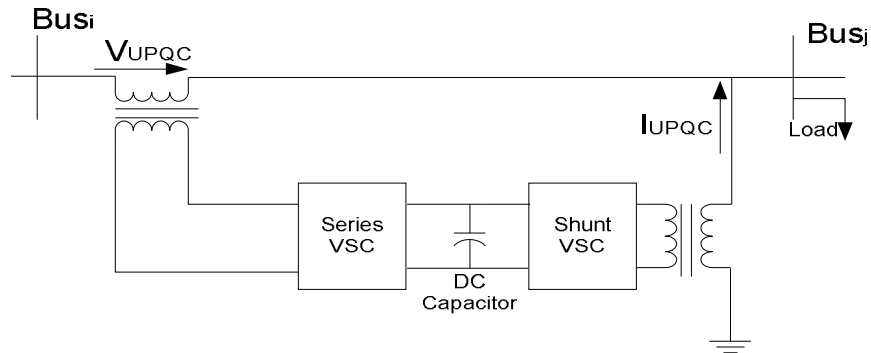 Busi
VUPQC
Busj
IUPQC
Load
Series
VSC
Shunt
VSC
DC
Capacitor